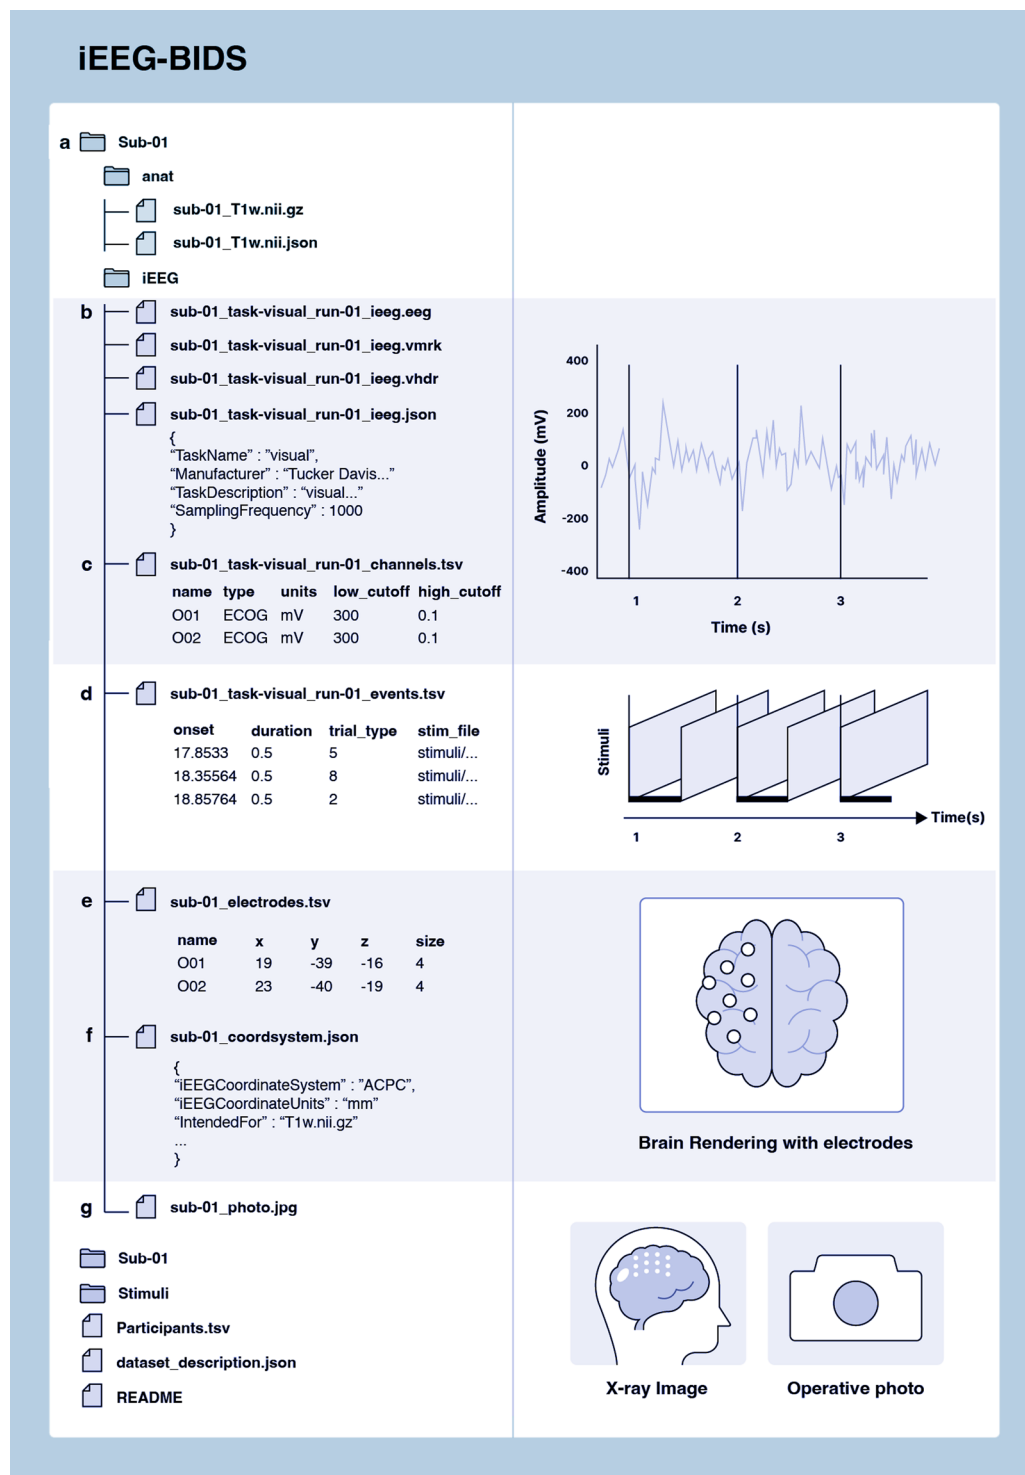 iEEG-BIDS
a Sub-01
anat
sub-01_T1w.nii.gz
sub-01_T1w.nii.json
iEEG
b sub-01_task-visual_run-01_ieeg.eeg
sub-01_task-visual_run-01_ieeg.vmrk
sub-01_task-visual_run-01_ieeg.vhdr
sub-01_task-visual_run-01_ieeg.json
{
“TaskName” : ”visual”,
“Manufacturer” : “Tucker Davis...”
“TaskDescription” : “visual...”
“SamplingFrequency” : 1000
}
c sub-01_task-visual_run-01_channels.tsv
name type units low_cutoff high_cutoff
O01 ECOG mV 300 0.1
O02 ECOG mV 300 0.1
Amplitude (mV)
400
200
0
-200
-400
1 2 3
Time (s)
d sub-01_task-visual_run-01_events.tsv
onset duration trial_type stim_file
17.8533 0.5 5 stimuli/...
18.35564 0.5 8 stimuli/...
18.85764 0.5 2 stimuli/...
Stimuli
Time(s)
1 2 3
e sub-01_electrodes.tsv
name x y z size
O01 19 -39 -16 4
O02 23 -40 -19 4
f sub-01_coordsystem.json
{
“iEEGCoordinateSystem” : ”ACPC”,
“iEEGCoordinateUnits” : “mm”
“IntendedFor” : “T1w.nii.gz”
...
}
Brain Rendering with electrodes
g sub-01_photo.jpg
Sub-01
Stimuli
Participants.tsv
dataset_description.json
README
X-ray Image
Operative photo